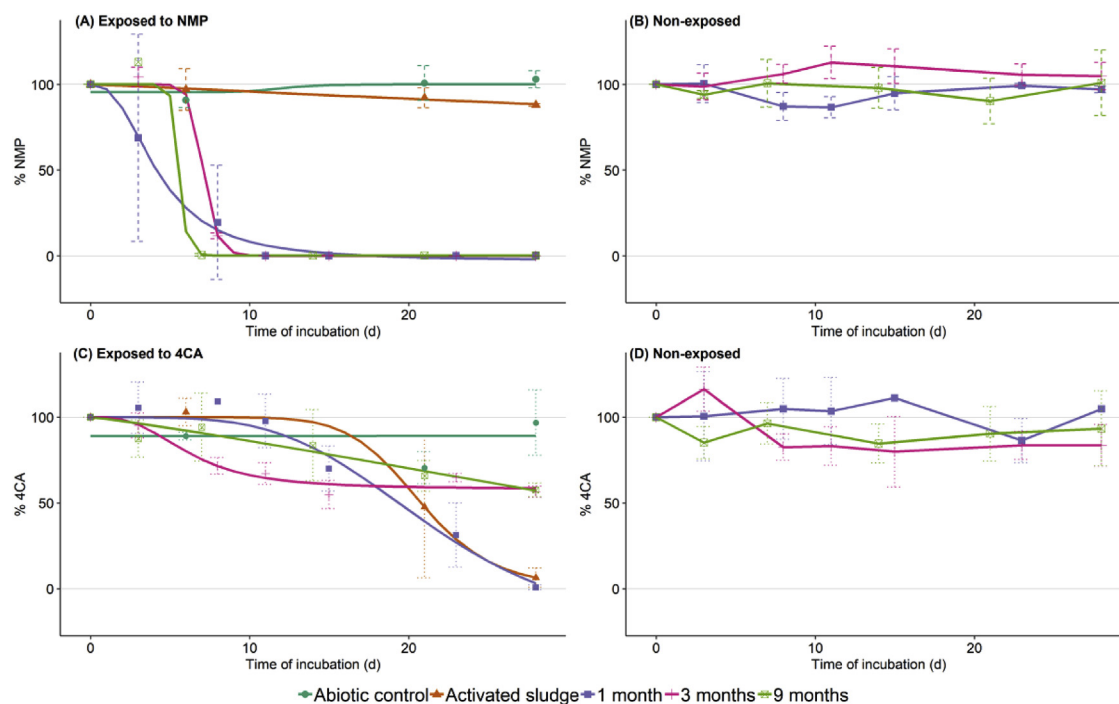 (A) Exposed to NMP
% NMP
100
50
0
0
10
20
Time of incubation (d)
(B) Non-exposed
% NMP
100
50
0
0
10
20
Time of incubation (d)
(C) Exposed to 4CA
% 4CA
100
50
0
0
10
20
Time of incubation (d)
(D) Non-exposed
% 4CA
100
50
0
0
10
20
Time of incubation (d)
Abiotic control Activated sludge 1 month 3 months 9 months